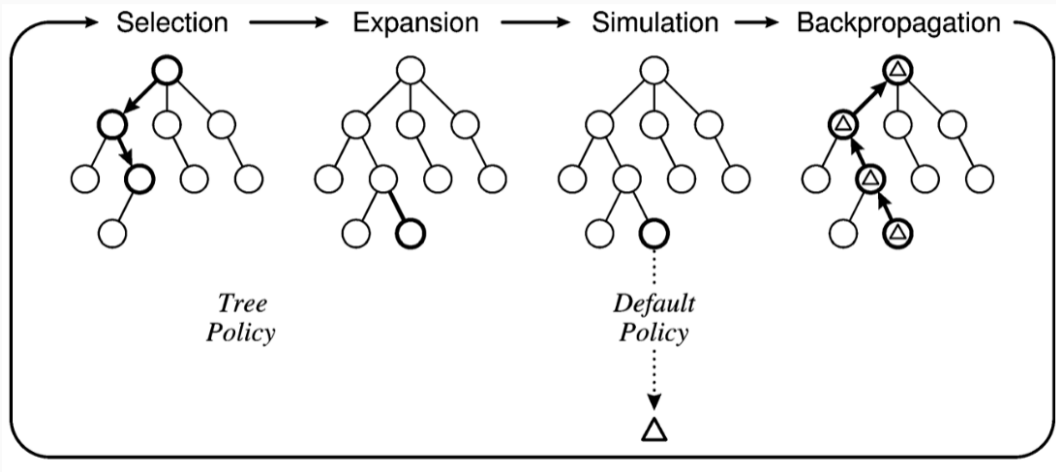 Selection Expansion Simulation Backpropagation
Tree
Policy
Default
Policy